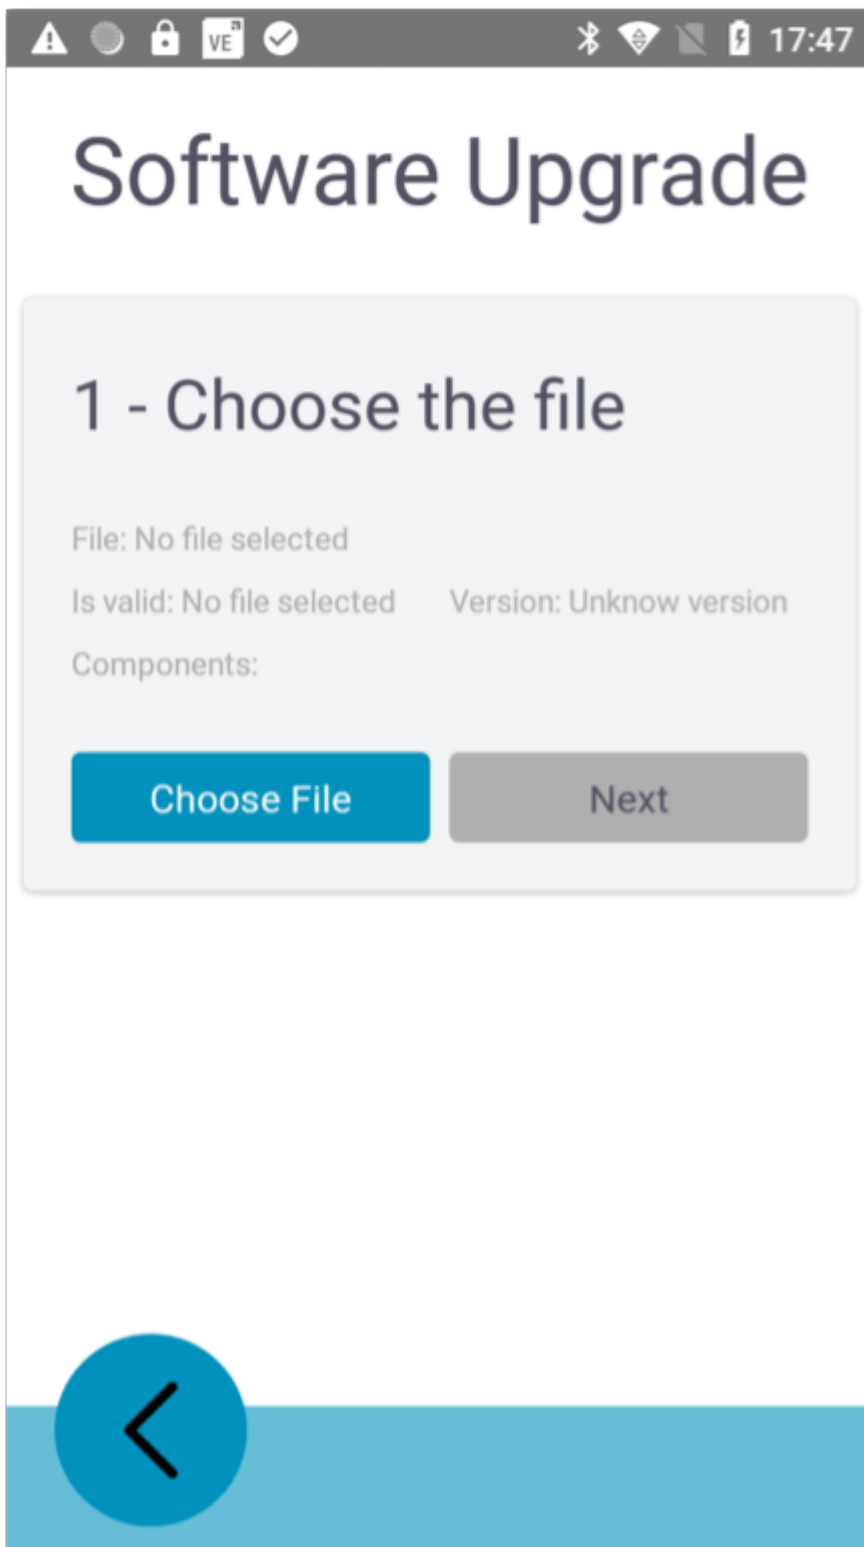 VE 17:47
Software Upgrade
1 - Choose the file
File: No file selected
Is valid: No file selected Version: Unknow version
Components:
Choose File Next